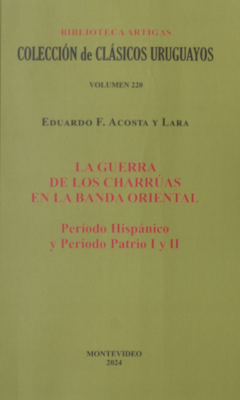 BIBLIOTECA ARTIGAS
COLECCIÓN de CLÁSICOS URUGUAYOS
VOLUMEN 220
EDUARDO F. ACOSTA Y LARA
LA GUERRA
DE LOS CHARRÚAS
EN LA BANDA ORIENTAL
Período Hispánico
y Período Patrio I y II
MONTEVIDEO
2024